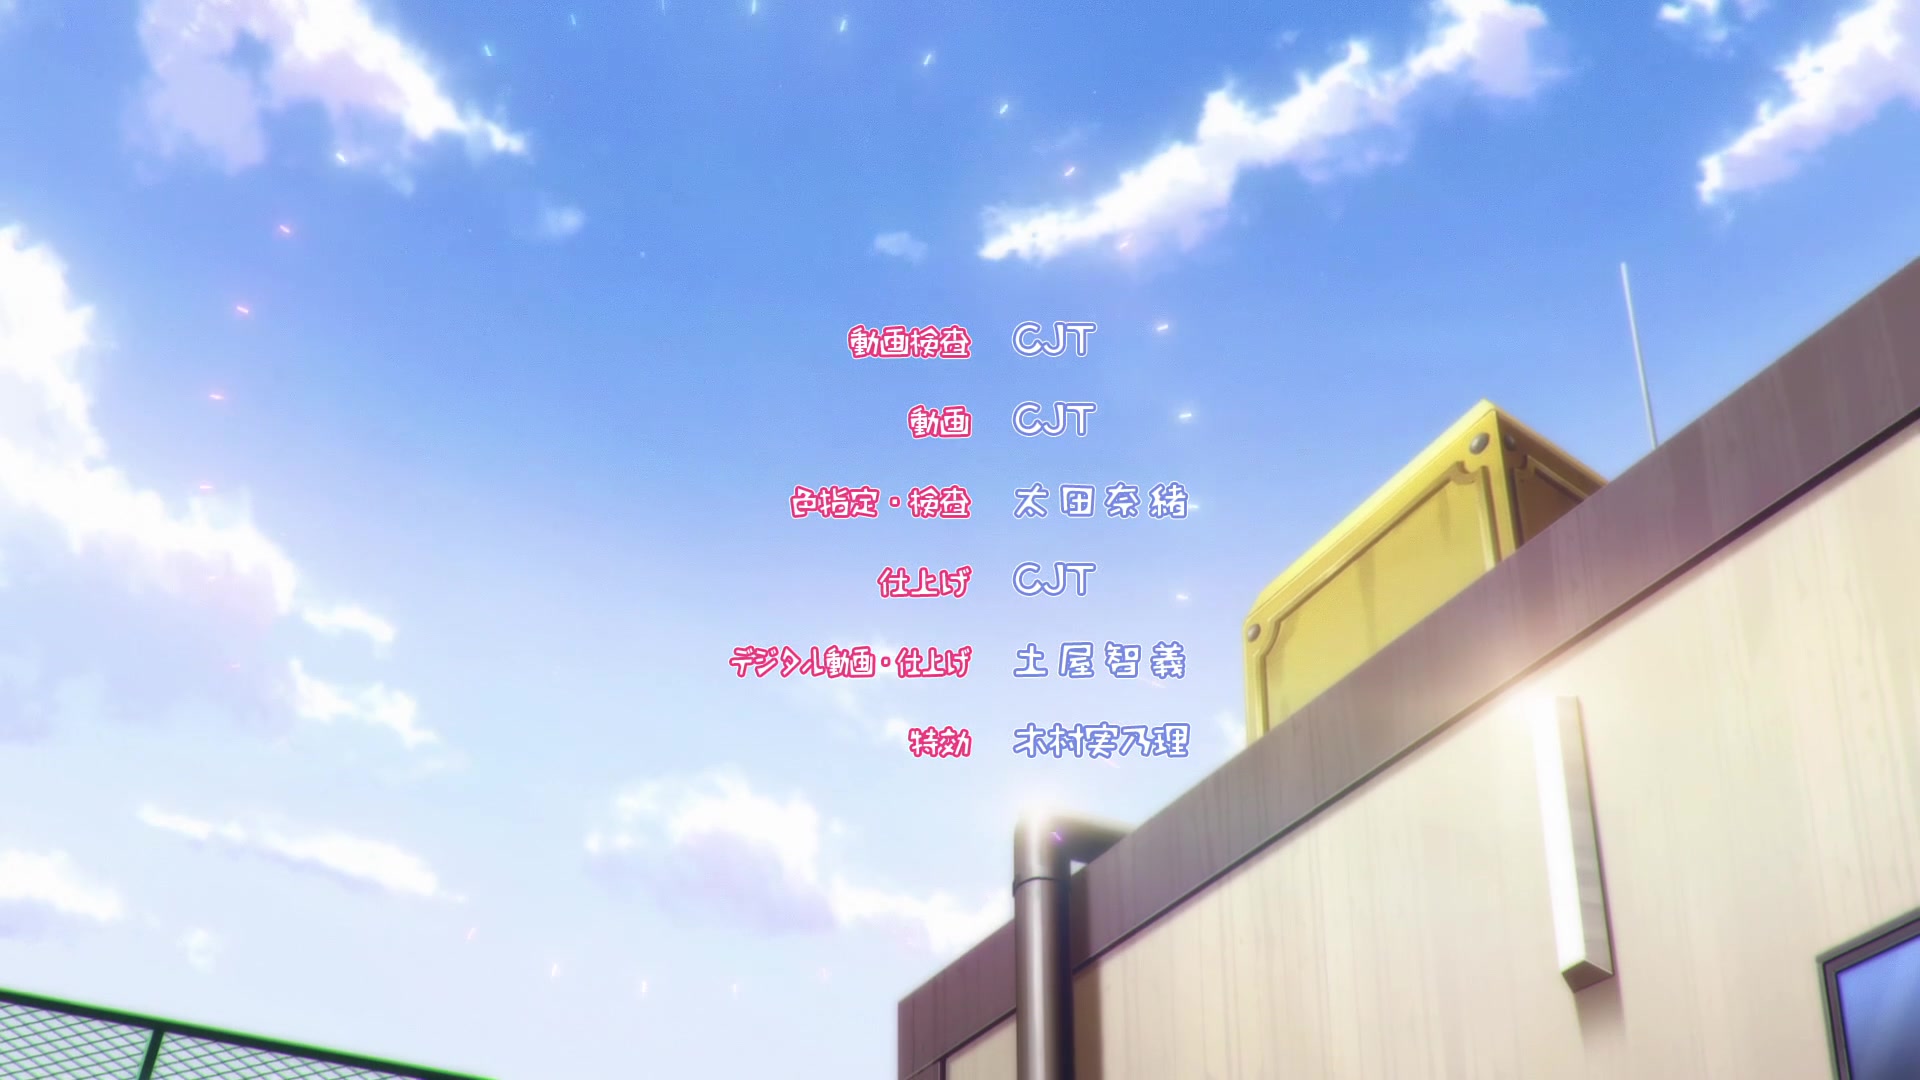 動画検査 CJT
動画 CJT
色指定・検査 太田奈緒
仕上げ CJT
デジタル動画・仕上げ 土屋智義
特効 木村実乃理